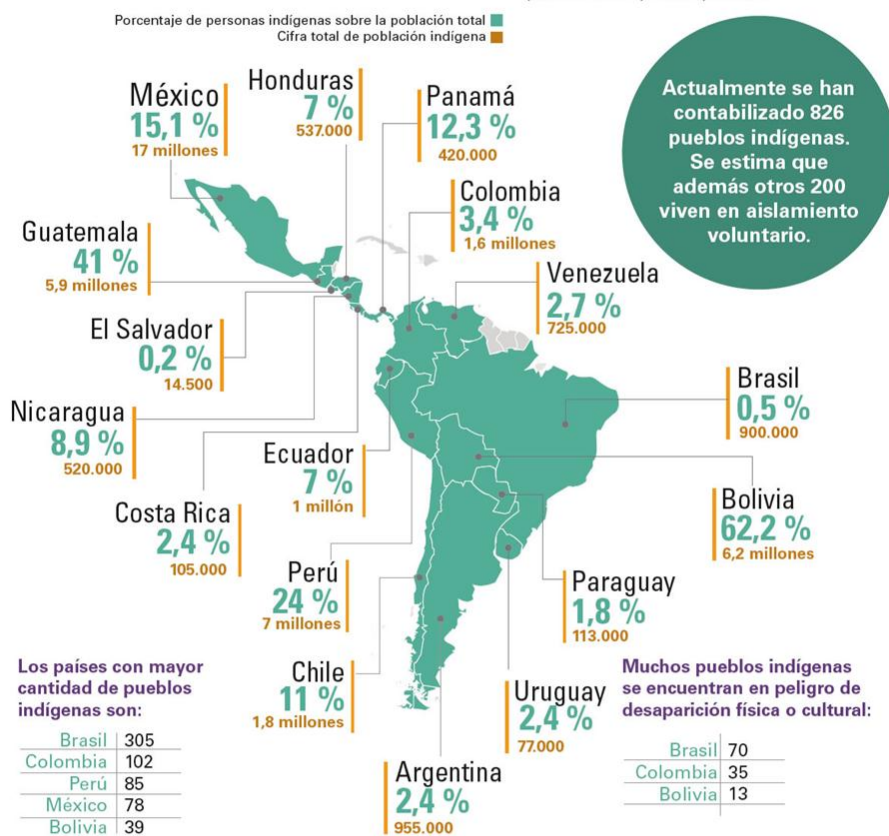 Porcentaje de personas indígenas sobre la población total
Cifra total de población indígena
México
15,1 %
17 millones
Honduras
7 %
537.000
Panamá
12,3 %
420.000
Actualmente se han
contabilizado 826
pueblos indígenas.
Se estima que
además otros 200
viven en aislamiento
voluntario.
Colombia
3,4 %
1,6 millones
Guatemala
41 %
5,9 millones
Venezuela
2,7 %
725.000
El Salvador
0,2 %
14.500
Brasil
0,5 %
900.000
Nicaragua
8,9 %
520.000
Ecuador
7 %
1 millón
Costa Rica
2,4 %
105.000
Bolivia
62,2 %
6,2 millones
Perú
24 %
7 millones
Paraguay
1,8 %
113.000
Chile
11 %
1,8 millones
Uruguay
2,4 %
77.000
Argentina
2,4 %
955.000
Los países con mayor
cantidad de pueblos
indígenas son:
Brasil 305
Colombia 102
Perú 85
México 78
Bolivia 39
Muchos pueblos indígenas
se encuentran en peligro de
desaparición física o cultural:
Brasil 70
Colombia 35
Bolivia 13